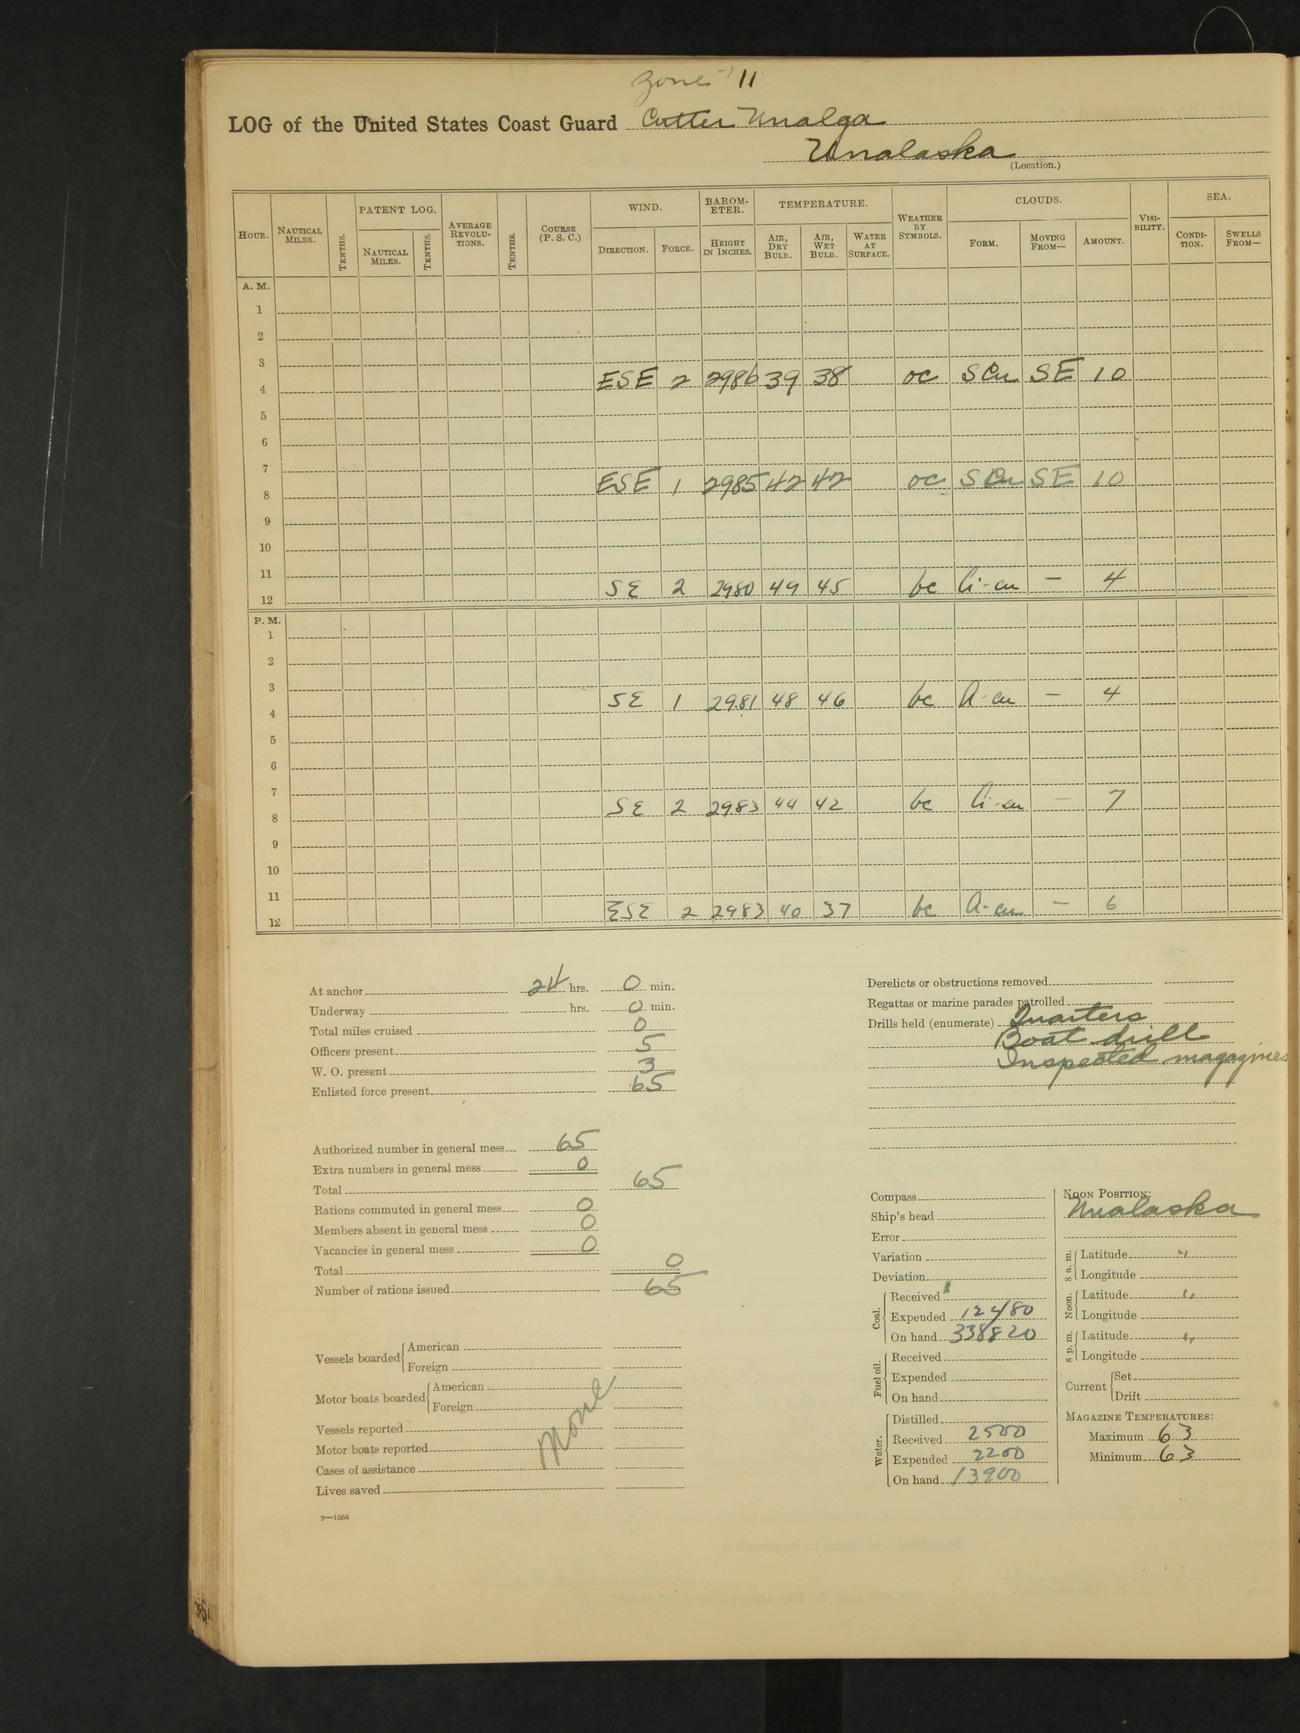 Zone 11
LOG of the United States Coast Guard Cutter Unalga
Unalaska
(Location.)
HOUR. NAUTICAL MILES. TENTHS. PATENT LOG. NAUTICAL MILES. TENTHS. AVERAGE REVOLUTIONS. TENTHS. COURSE (P. S. C.) WIND. DIRECTION. FORCE. BAROMETER. HEIGHT IN INCHES. TEMPERATURE. AIR, DRY BULB. AIR, WET BULB. WATER AT SURFACE. WEATHER BY SYMBOLS. CLOUDS. FORM. MOVING FROM— AMOUNT. VISIBILITY. SEA. CONDITION. SWELLS FROM—
A. M.
1
2
3
4 ESE 2 2986 39 38 oc S Cu SE 10
5
6
7
8 ESE 1 2985 42 42 oc S Cu SE 10
9
10
11
12 SE 2 2980 49 45 bc Ci-cu — 4
P. M.
1
2
3
4 SE 1 2981 48 46 bc A-cu — 4
5
6
7
8 SE 2 2983 44 42 bc Ci-cu — 7
9
10
11
12 ESE 2 2983 40 37 bc A-cu — 6
At anchor 24 hrs. 0 min.
Underway hrs. 0 min.
Total miles cruised 0
Officers present 5
W. O. present 3
Enlisted force present 65
Authorized number in general mess 65
Extra numbers in general mess 0
Total 65
Rations commuted in general mess 0
Members absent in general mess 0
Vacancies in general mess 0
Total 0
Number of rations issued 65
Vessels boarded American
Foreign
Motor boats boarded American
Foreign
Vessels reported
Motor boats reported
Cases of assistance
Lives saved
None
2—1564
Derelicts or obstructions removed
Regattas or marine parades patrolled
Drills held (enumerate) Quarters
Boat drill
Inspected magazines
Compass
Ship's head
Error
Variation
Deviation
Coal. Received
Expended 12480
On hand 338820
Fuel oil. Received
Expended
On hand
Water. Distilled
Received 2500
Expended 2200
On hand 13900
NOON POSITION:
Unalaska
8 a. m. Latitude "
Longitude
Noon. Latitude "
Longitude
8 p. m. Latitude "
Longitude
Current Set
Drift
MAGAZINE TEMPERATURES:
Maximum 63
Minimum 63